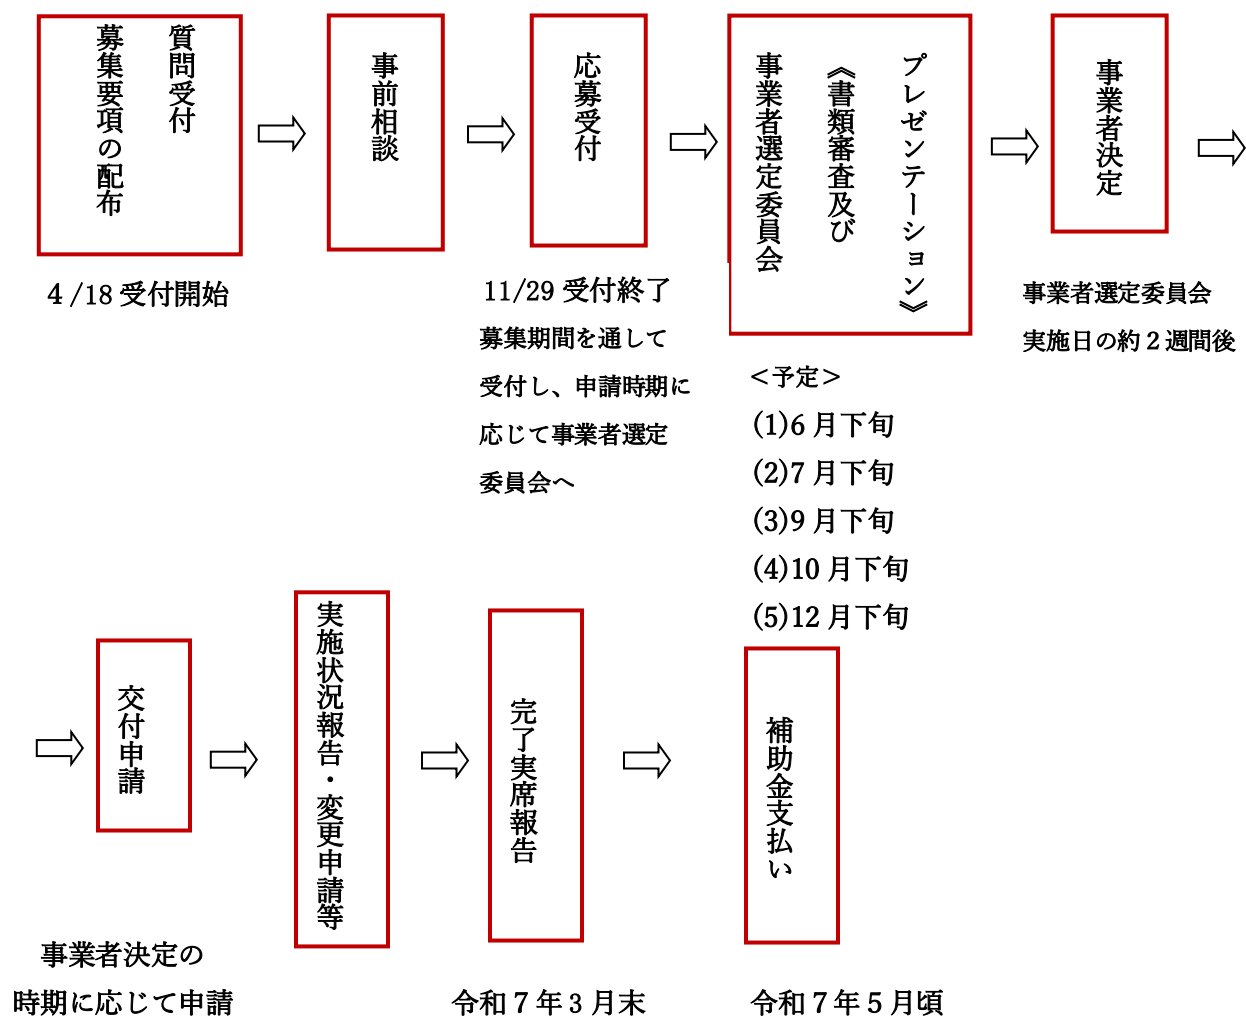 質問受付
募集要項の配布
4/18 受付開始
事前相談
応募受付
11/29 受付終了
募集期間を通して
受付し、申請時期に
応じて事業者選定
委員会へ
プレゼンテーション》
《書類審査及び
事業者選定委員会
＜予定＞
(1)6 月下旬
(2)7 月下旬
(3)9 月下旬
(4)10 月下旬
(5)12 月下旬
事業者決定
事業者選定委員会
実施日の約２週間後
交付申請
事業者決定の
時期に応じて申請
実施状況報告・変更申請等
完了実席報告
令和７年3月末
補助金支払い
令和７年５月頃